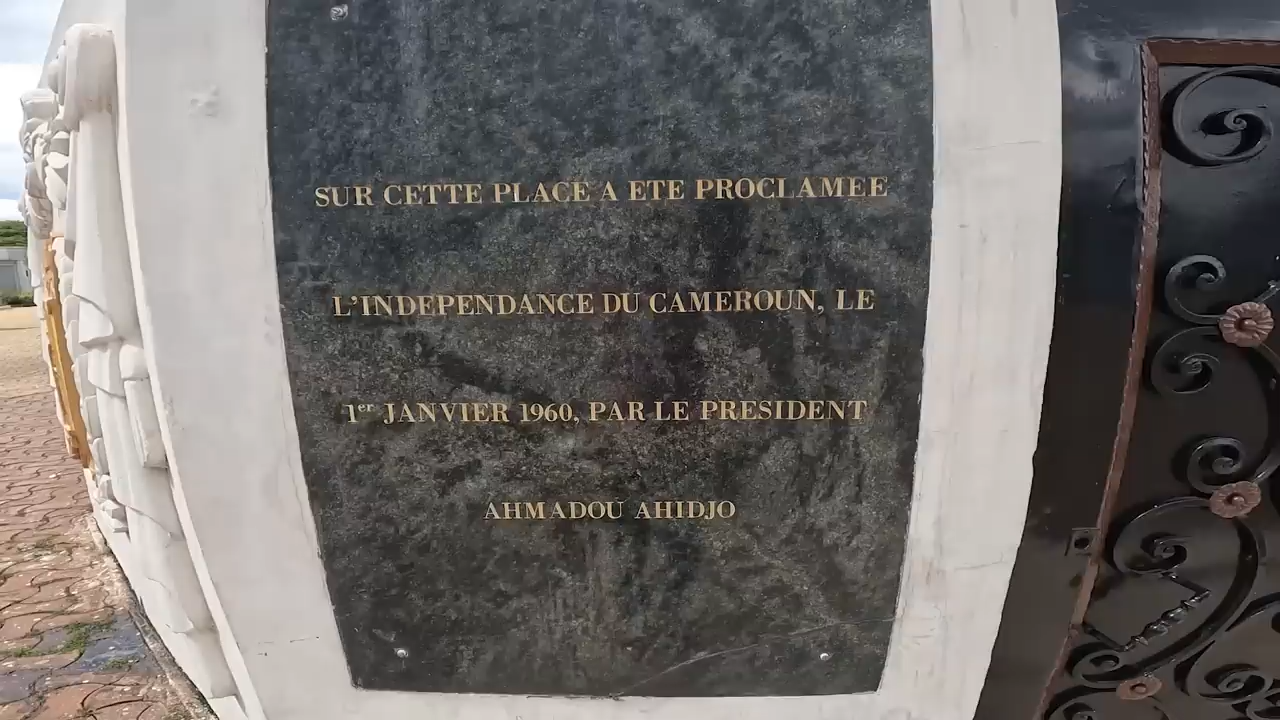 SUR CETTE PLACE A ETE PROCLAMEE
L'INDEPENDANCE DU CAMEROUN, LE
1er JANVIER 1960, PAR LE PRESIDENT
AHMADOU AHIDJO